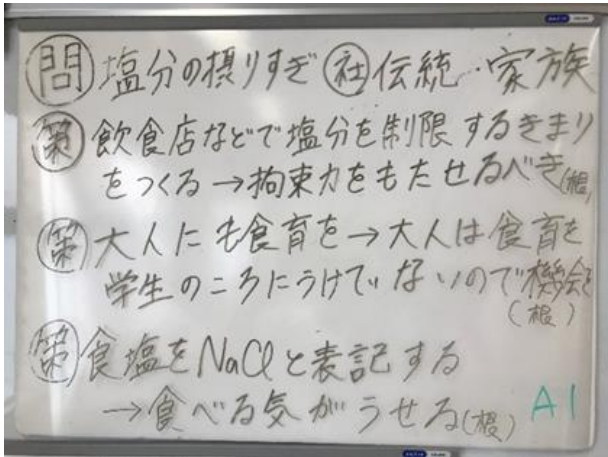 問 塩分の摂りすぎ 社 伝統・家族
策 飲食店などで塩分を制限するきまり
をつくる→拘束力をもたせるべき(根)
策 大人にも食育を→大人は食育を
学生のころにうけていないので機会を
(根)
策 食塩をNaClと表記する
→食べる気がうせる(根)
A1